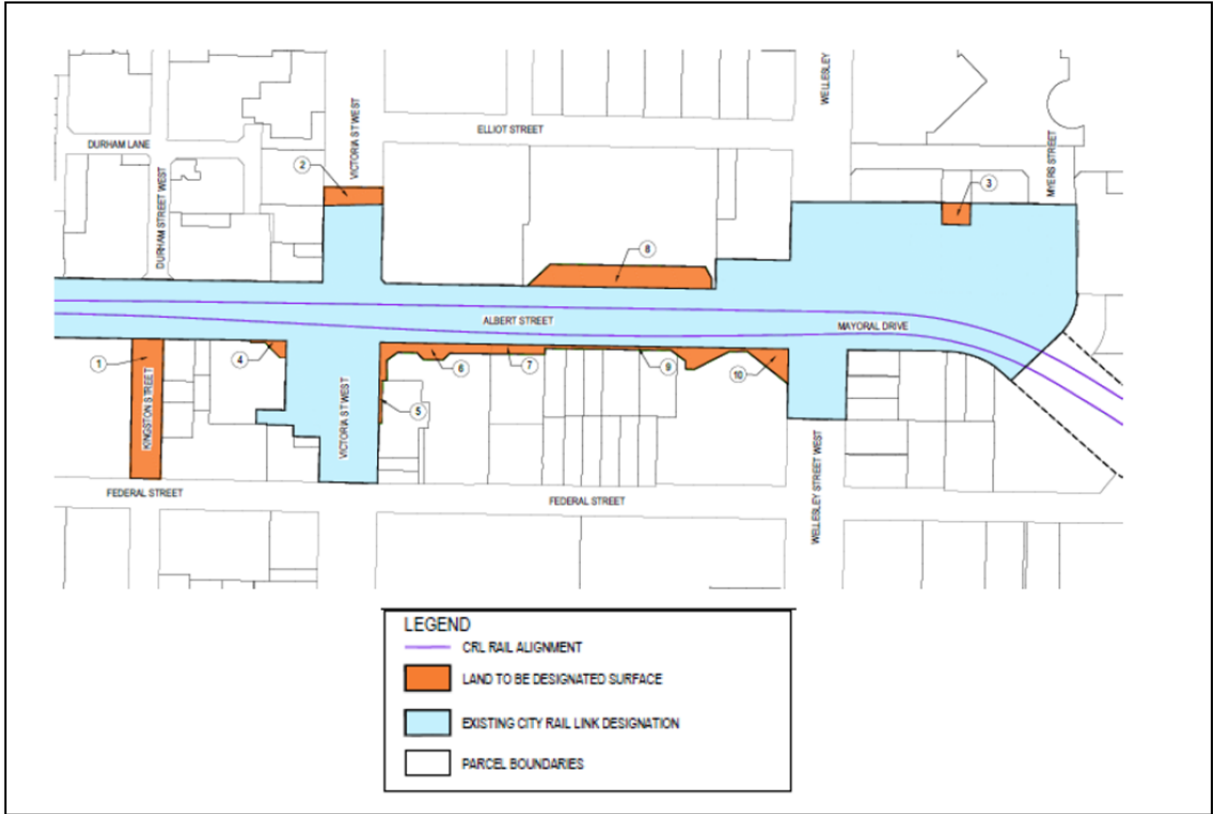 WELLESLEY
ELLIOT STREET
VICTORIA ST WEST
DURHAM LANE
MYERS STREET
2
3
DURHAM STREET WEST
8
ALBERT STREET
MAYORAL DRIVE
1
4
6
7
9
10
5
KINGSTON STREET
VICTORIA ST WEST
WELLESLEY STREET WEST
FEDERAL STREET
FEDERAL STREET
LEGEND
CRL RAIL ALIGNMENT
LAND TO BE DESIGNATED SURFACE
EXISTING CITY RAIL LINK DESIGNATION
PARCEL BOUNDARIES